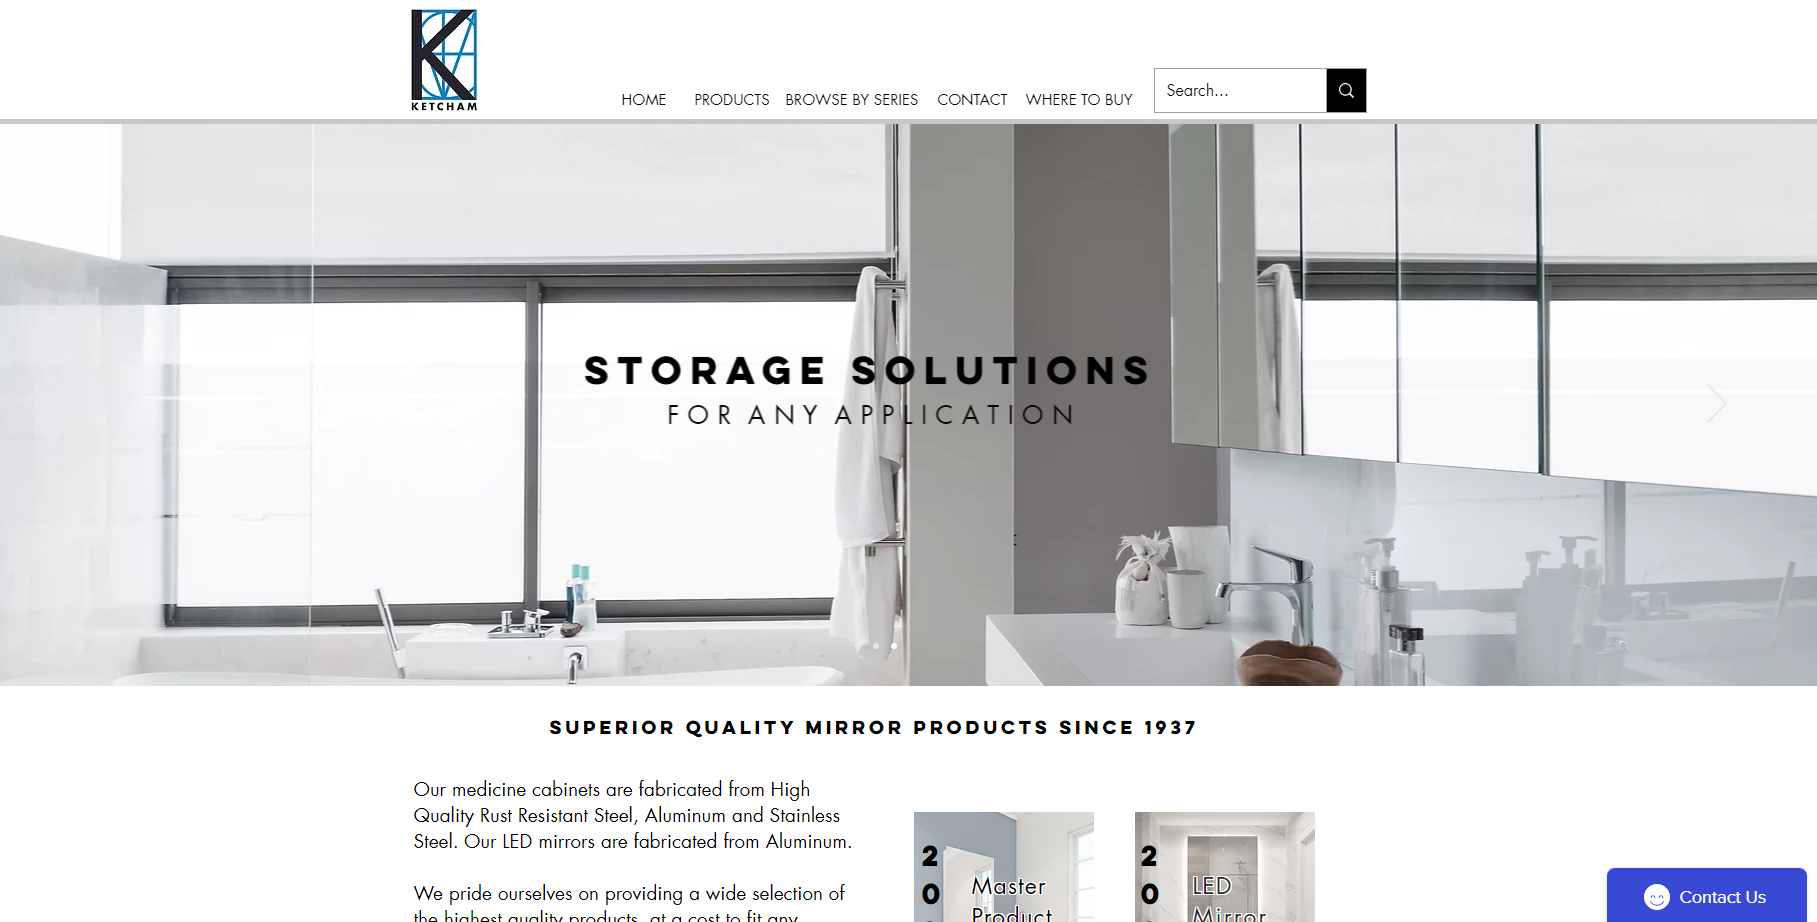 KETCHAM
HOME
PRODUCTS
BROWSE BY SERIES
CONTACT
WHERE TO BUY
Search...
STORAGE SOLUTIONS
FOR ANY APPLICATION
SUPERIOR QUALITY MIRROR PRODUCTS SINCE 1937
Our medicine cabinets are fabricated from High
Quality Rust Resistant Steel, Aluminum and Stainless
Steel. Our LED mirrors are fabricated from Aluminum.
We pride ourselves on providing a wide selection of
the highest quality products, at a cost to fit any
2
0
Master
Product
2
0
LED
Mirror
Contact Us